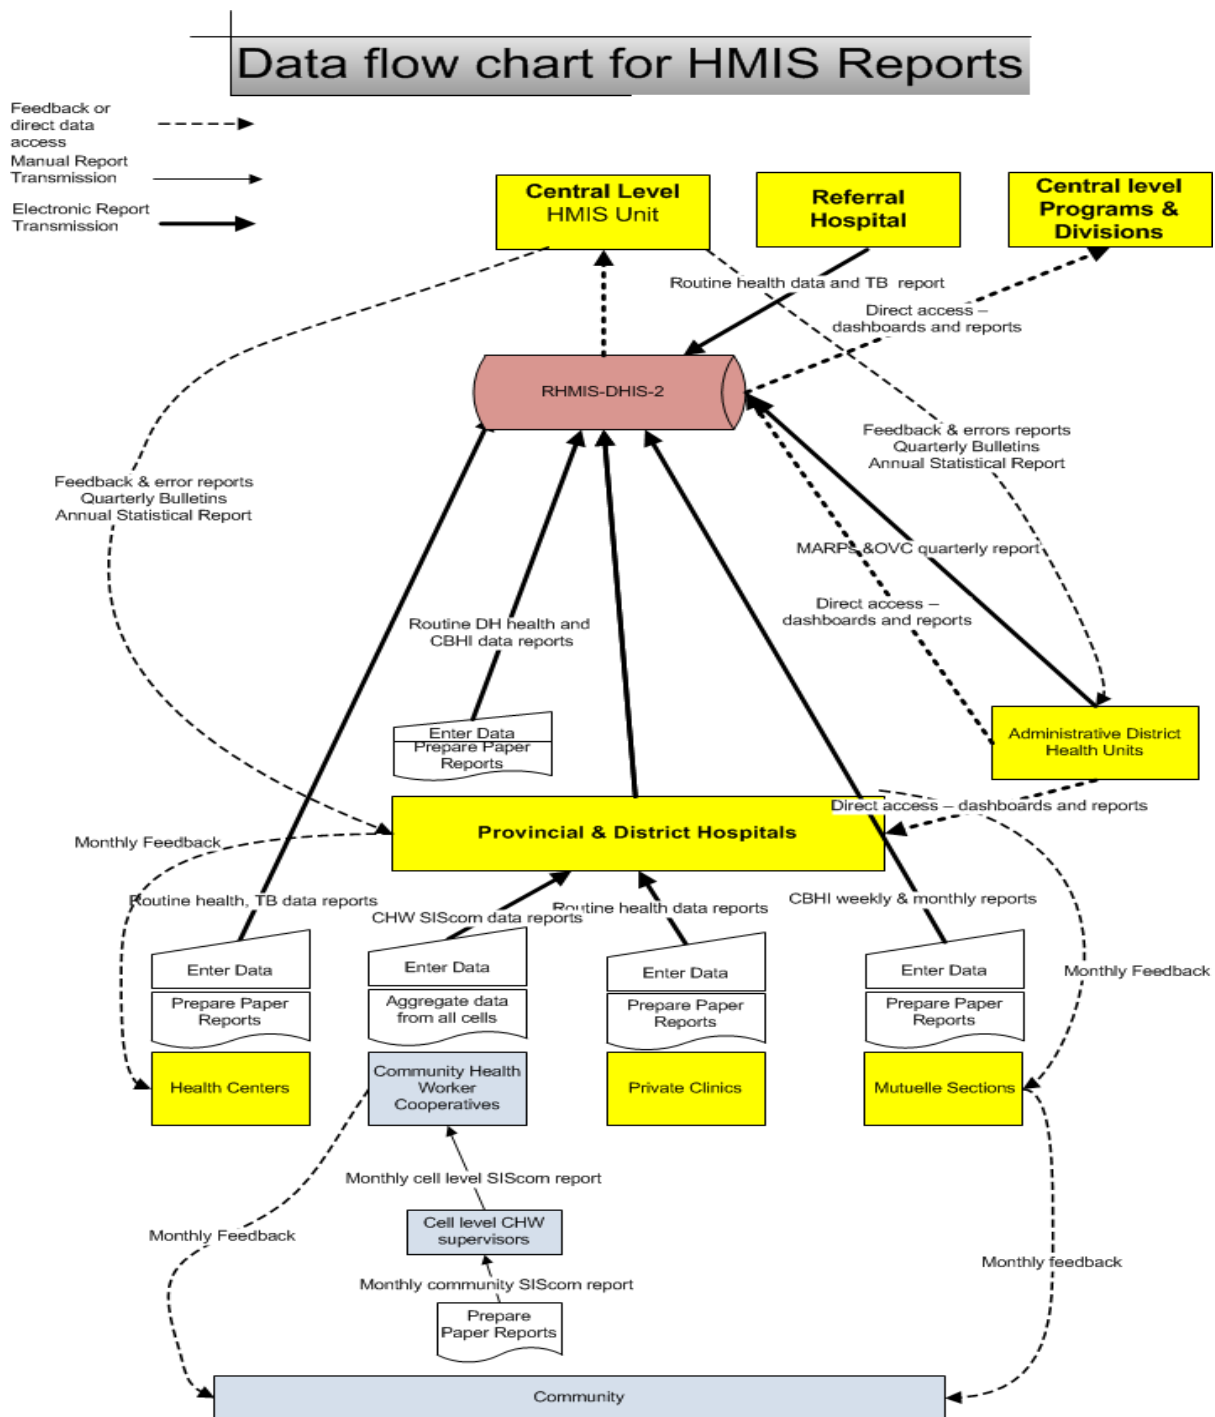 Data flow chart for HMIS Reports
Feedback or
direct data
access
Manual Report
Transmission
Electronic Report
Transmission
Central Level
HMIS Unit
Referral
Hospital
Central level
Programs &
Divisions
Routine health data and TB  report
Direct access –
dashboards and reports
RHMIS-DHIS-2
Feedback & errors reports
Quarterly Bulletins
Annual Statistical Report
Feedback & error reports
Quarterly Bulletins
Annual Statistical Report
MARPs &OVC quarterly report
Direct access –
dashboards and reports
Routine DH health and
CBHI data reports
Enter Data
Prepare Paper
Reports
Administrative District
Health Units
Direct access – dashboards and reports
Provincial & District Hospitals
Monthly Feedback
Routine health, TB data reports
CHW SIScom data reports
Routine health data reports
CBHI weekly & monthly reports
Enter Data
Prepare Paper
Reports
Enter Data
Aggregate data
from all cells
Enter Data
Prepare Paper
Reports
Enter Data
Prepare Paper
Reports
Monthly Feedback
Health Centers
Community Health
Worker
Cooperatives
Private Clinics
Mutuelle Sections
Monthly cell level SIScom report
Cell level CHW
supervisors
Monthly Feedback
Monthly feedback
Monthly community SIScom report
Prepare
Paper Reports
Community